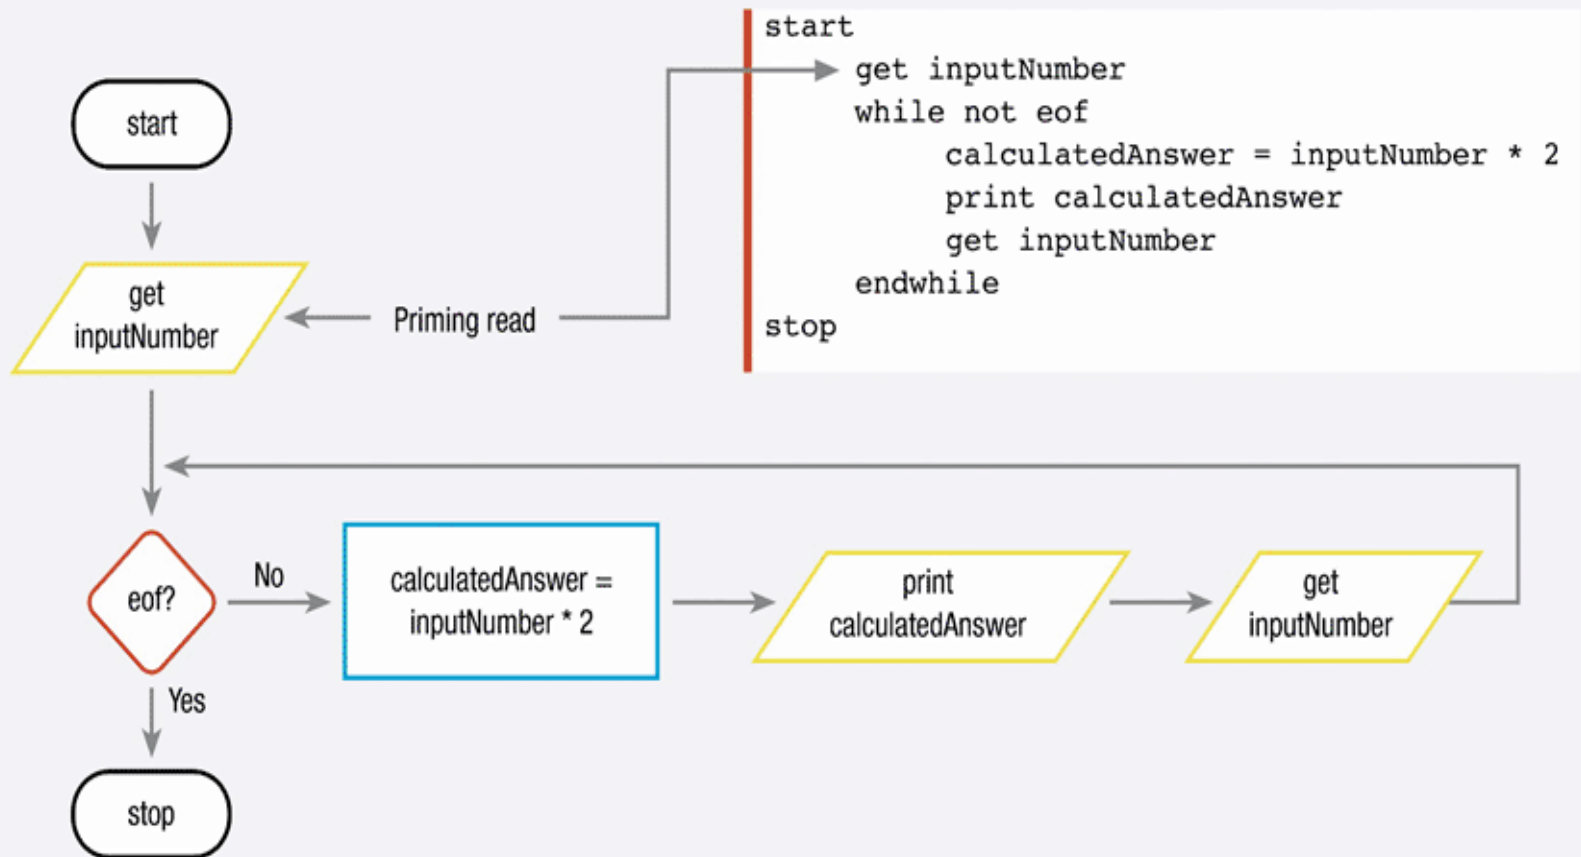 start
get inputNumber
while not eof
calculatedAnswer = inputNumber * 2
print calculatedAnswer
get inputNumber
endwhile
stop
start
get
inputNumber
Priming read
eof?
No
calculatedAnswer =
inputNumber * 2
print
calculatedAnswer
get
inputNumber
Yes
stop